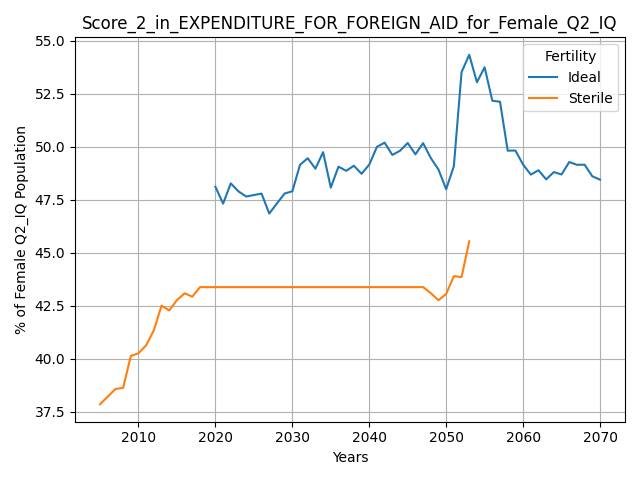 Score_2_in_EXPENDITURE_FOR_FOREIGN_AID_for_Female_Q2_IQ
55.0
52.5
50.0
47.5
45.0
42.5
40.0
37.5
% of Female Q2_IQ Population
Fertility
Ideal
Sterile
2010 2020 2030 2040 2050 2060 2070
Years